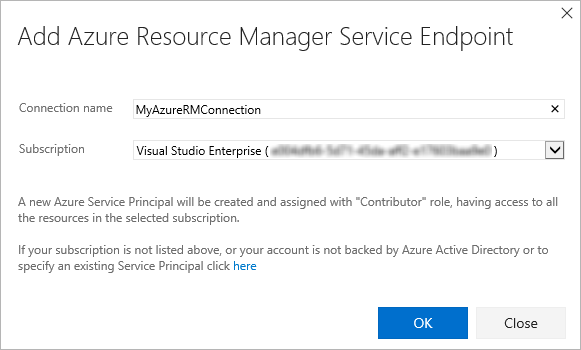 Add Azure Resource Manager Service Endpoint
Connection name
MyAzureRMConnection
Subscription
Visual Studio Enterprise ( )
A new Azure Service Principal will be created and assigned with "Contributor" role, having access to all
the resources in the selected subscription.
If your subscription is not listed above, or your account is not backed by Azure Active Directory or to
specify an existing Service Principal click here
OK
Close